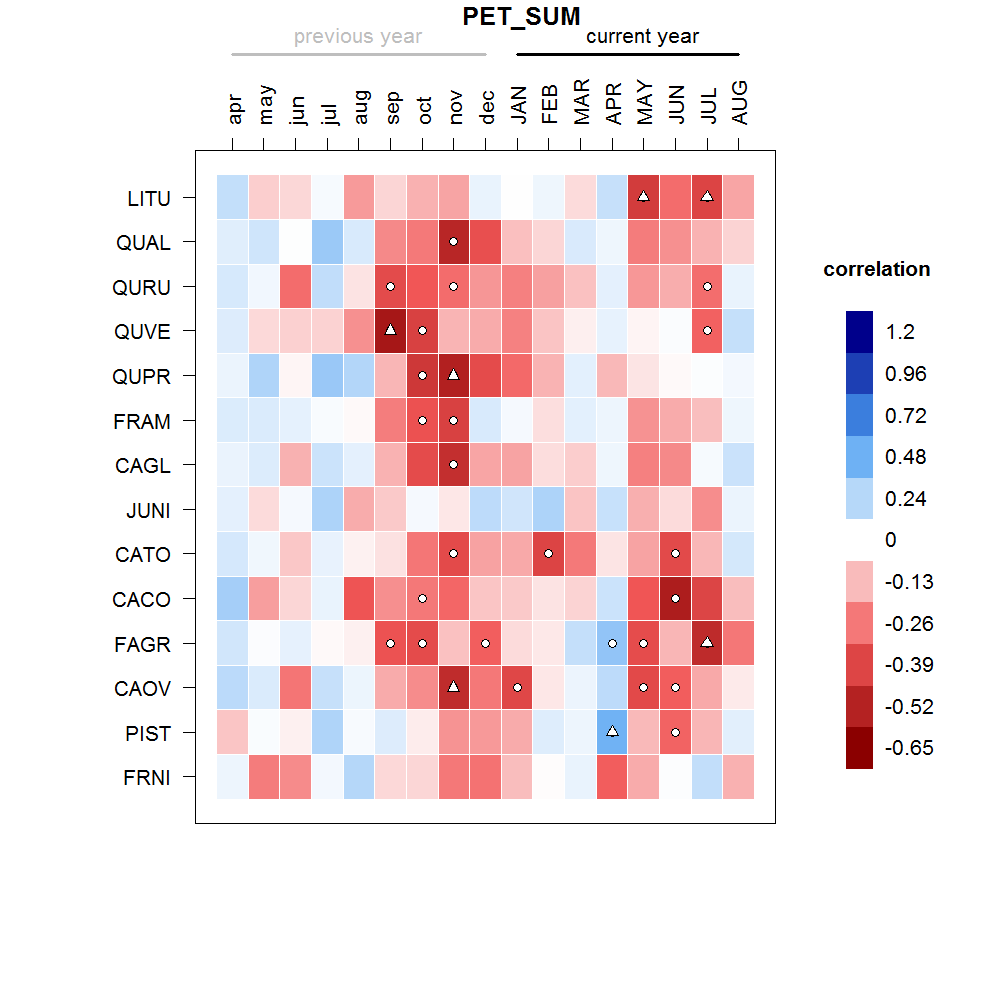 PET_SUM
previous year
current year
apr may jun jul aug sep oct nov dec JAN FEB MAR APR MAY JUN JUL AUG
LITU
QUAL
QURU
QUVE
QUPR
FRAM
CAGL
JUNI
CATO
CACO
FAGR
CAOV
PIST
FRNI
correlation
1.2
0.96
0.72
0.48
0.24
0
-0.13
-0.26
-0.39
-0.52
-0.65